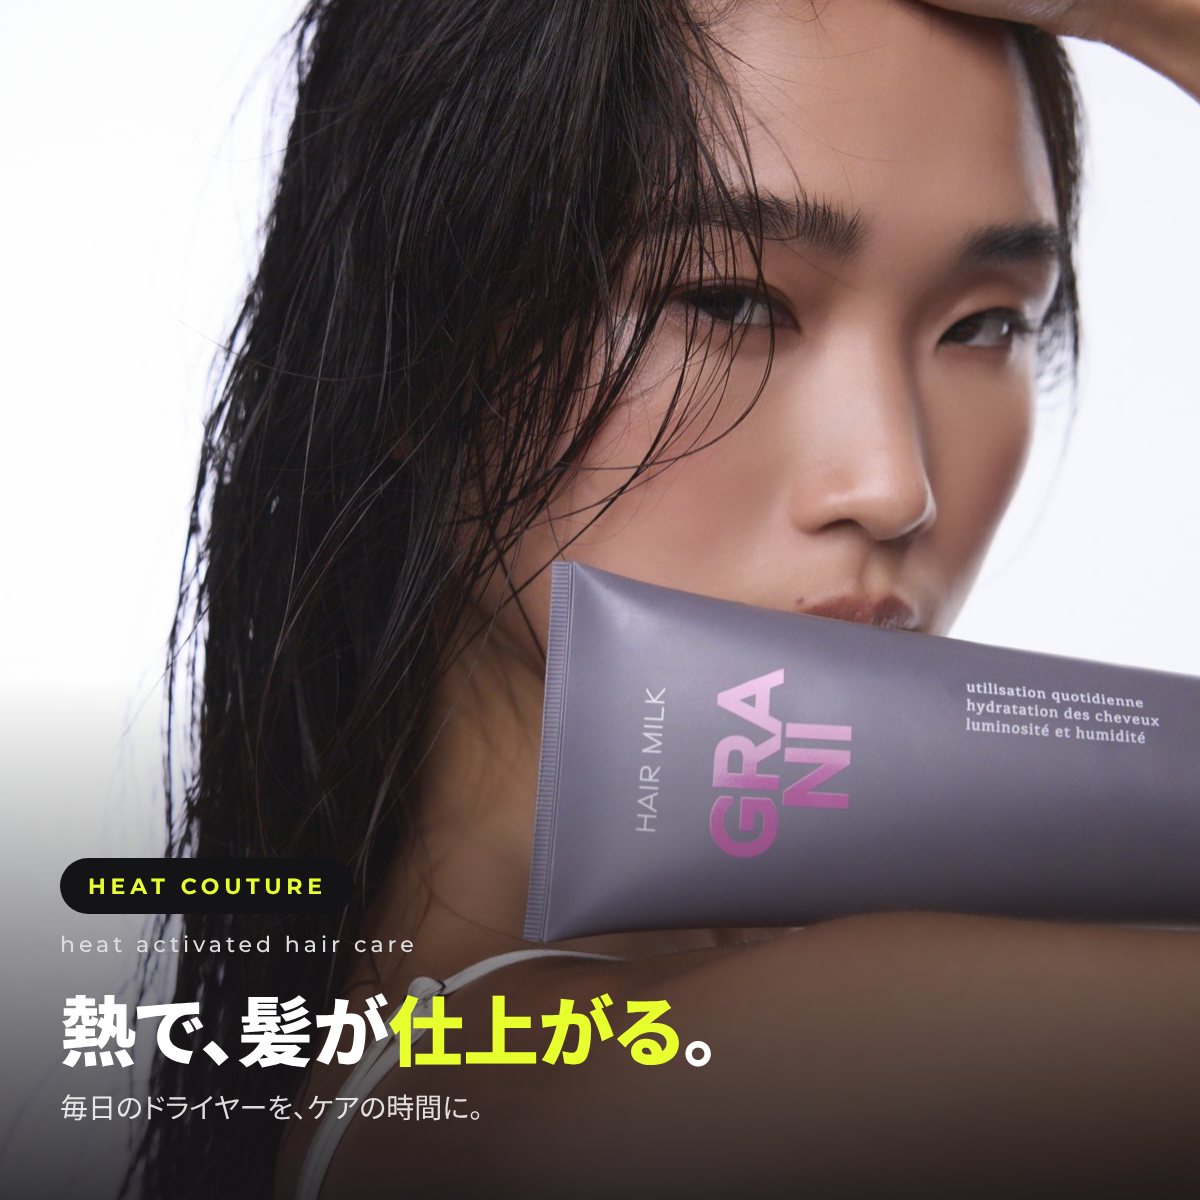 HAIR MILK
GRA
NI
utilisation quotidienne
hydratation des cheveux
luminosité et humidité
HEAT COUTURE
heat activated hair care
熱で、髪が仕上がる。
毎日のドライヤーを、ケアの時間に。